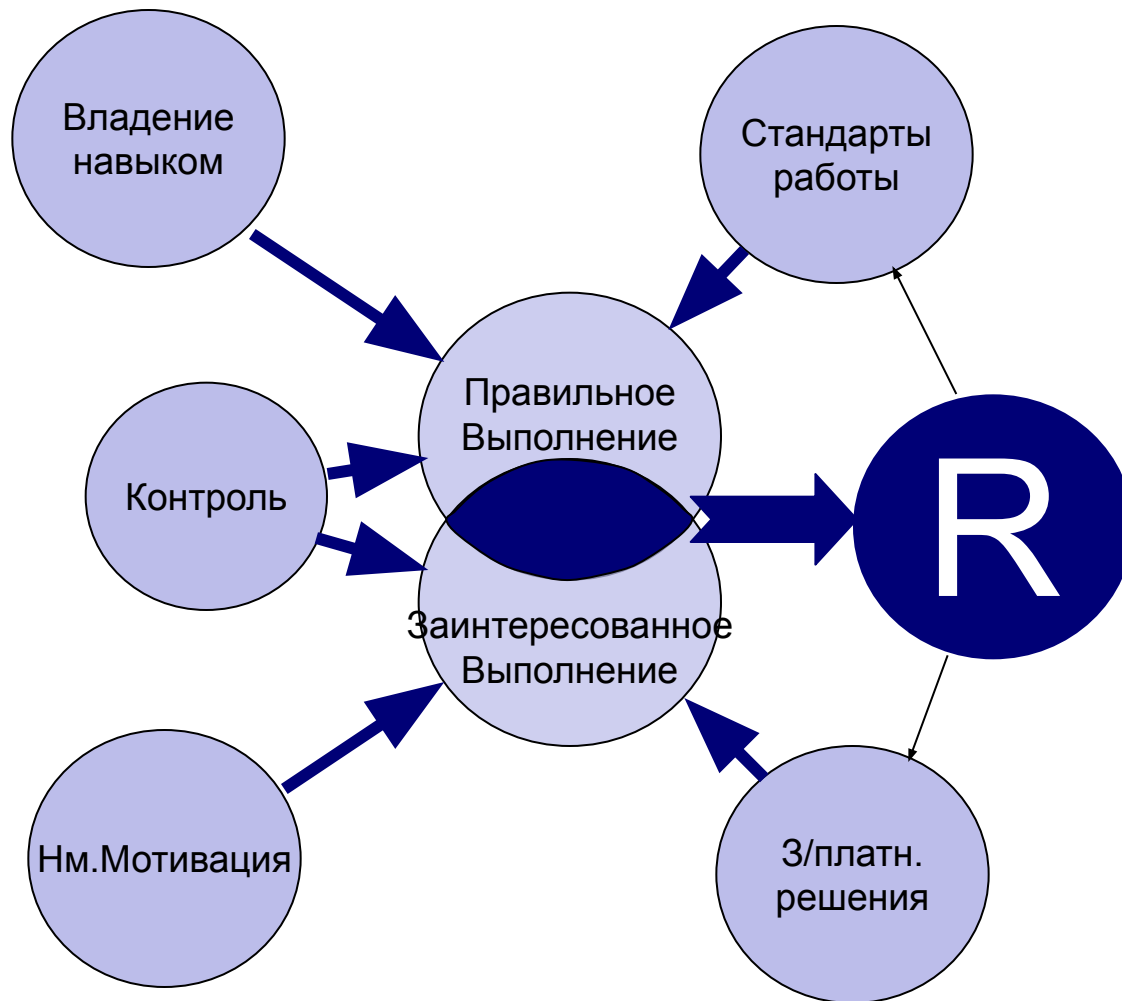 Владение
навыком
Стандарты
работы
Правильное
Выполнение
Контроль
R
Заинтересованное
Выполнение
Нм.Мотивация
З/платн.
решения